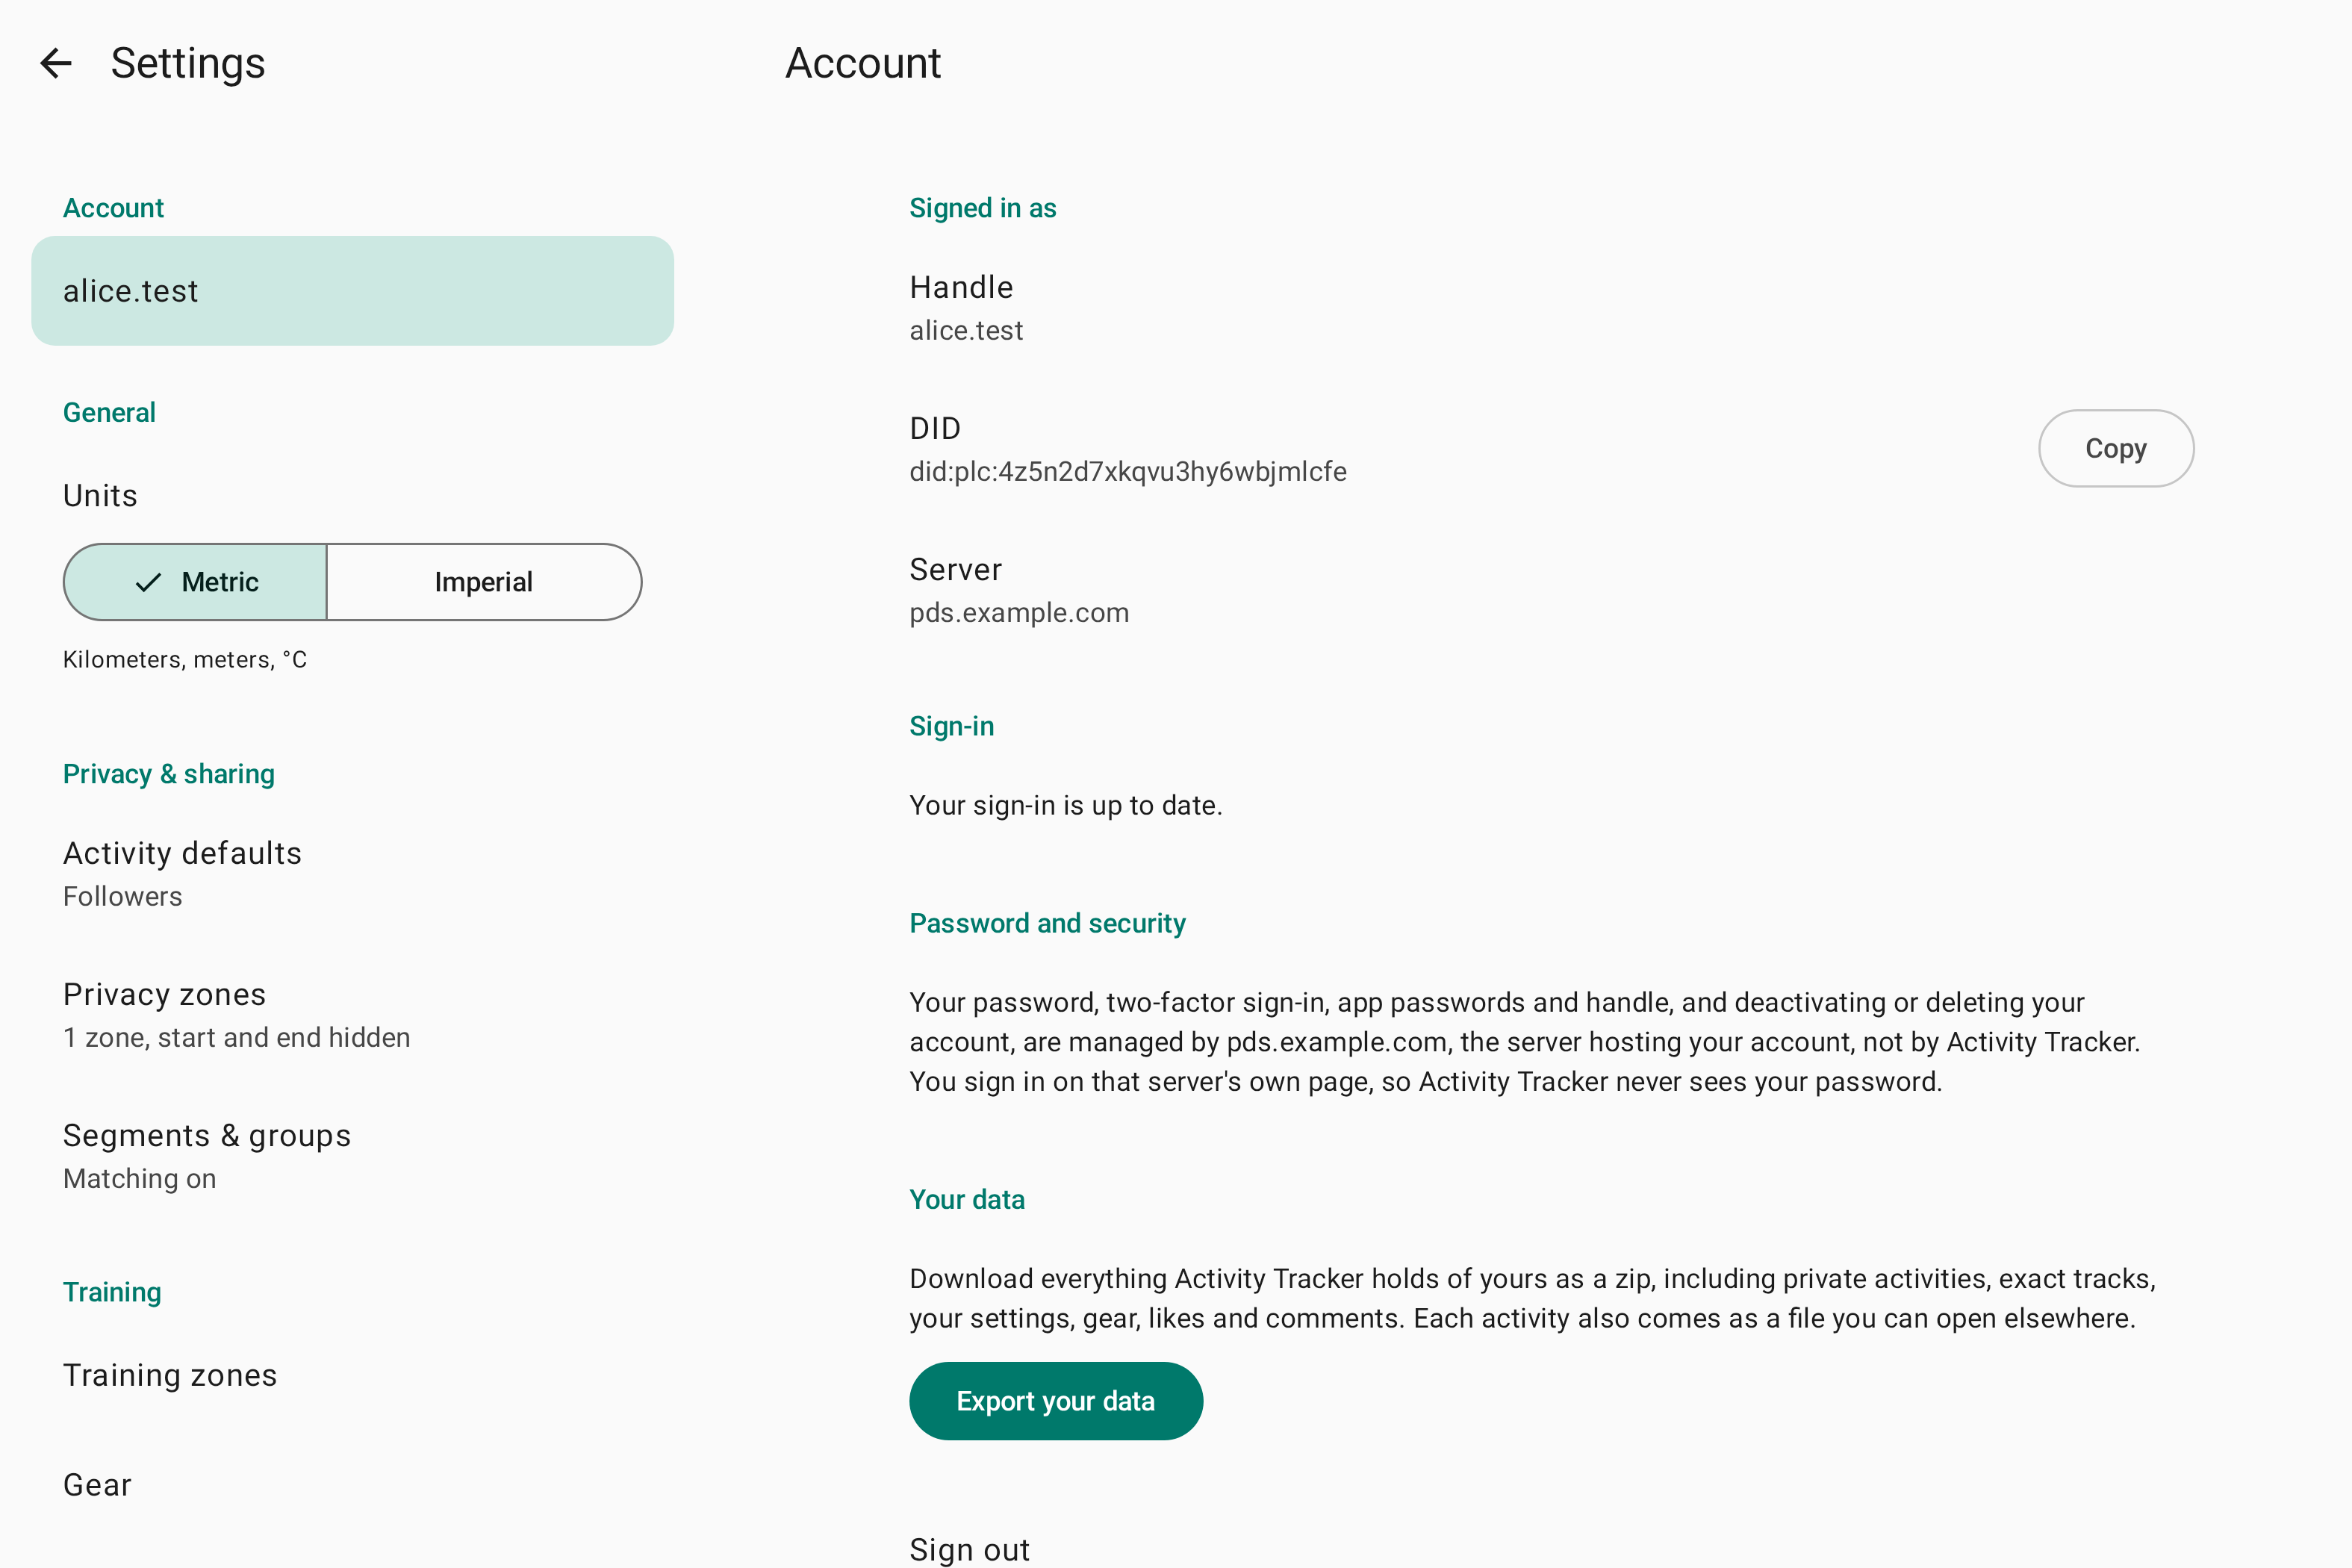 Settings
Account
alice.test
General
Units
Metric
Imperial
Kilometers, meters, °C
Privacy & sharing
Activity defaults
Followers
Privacy zones
1 zone, start and end hidden
Segments & groups
Matching on
Training
Training zones
Gear
Account
Signed in as
Handle
alice.test
DID
did:plc:4z5n2d7xkqvu3hy6wbjmlcfe
Copy
Server
pds.example.com
Sign-in
Your sign-in is up to date.
Password and security
Your password, two-factor sign-in, app passwords and handle, and deactivating or deleting your
account, are managed by pds.example.com, the server hosting your account, not by Activity Tracker.
You sign in on that server's own page, so Activity Tracker never sees your password.
Your data
Download everything Activity Tracker holds of yours as a zip, including private activities, exact tracks,
your settings, gear, likes and comments. Each activity also comes as a file you can open elsewhere.
Export your data
Sign out